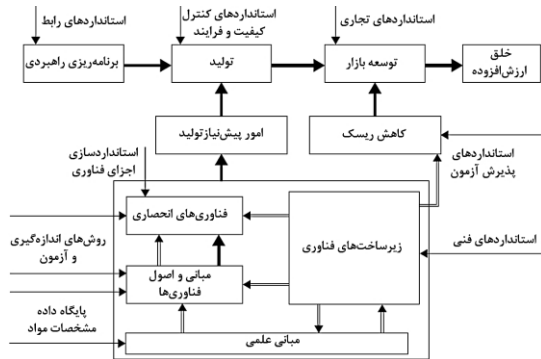 استانداردهای رابط
استانداردهای کنترل
کیفیت و فرایند
استانداردهای تجاری
برنامه‌ریزی راهبردی
تولید
توسعه بازار
خلق
ارزش‌افزوده
امور پیش‌نیازتولید
کاهش ریسک
استانداردسازی
اجزای فناوری
استانداردهای
پذیرش آزمون
فناوری‌های انحصاری
زیرساخت‌های فناوری
روش‌های اندازه‌گیری
و آزمون
استانداردهای فنی
مبانی و اصول
فناوری‌ها
پایگاه داده
مشخصات مواد
مبانی علمی